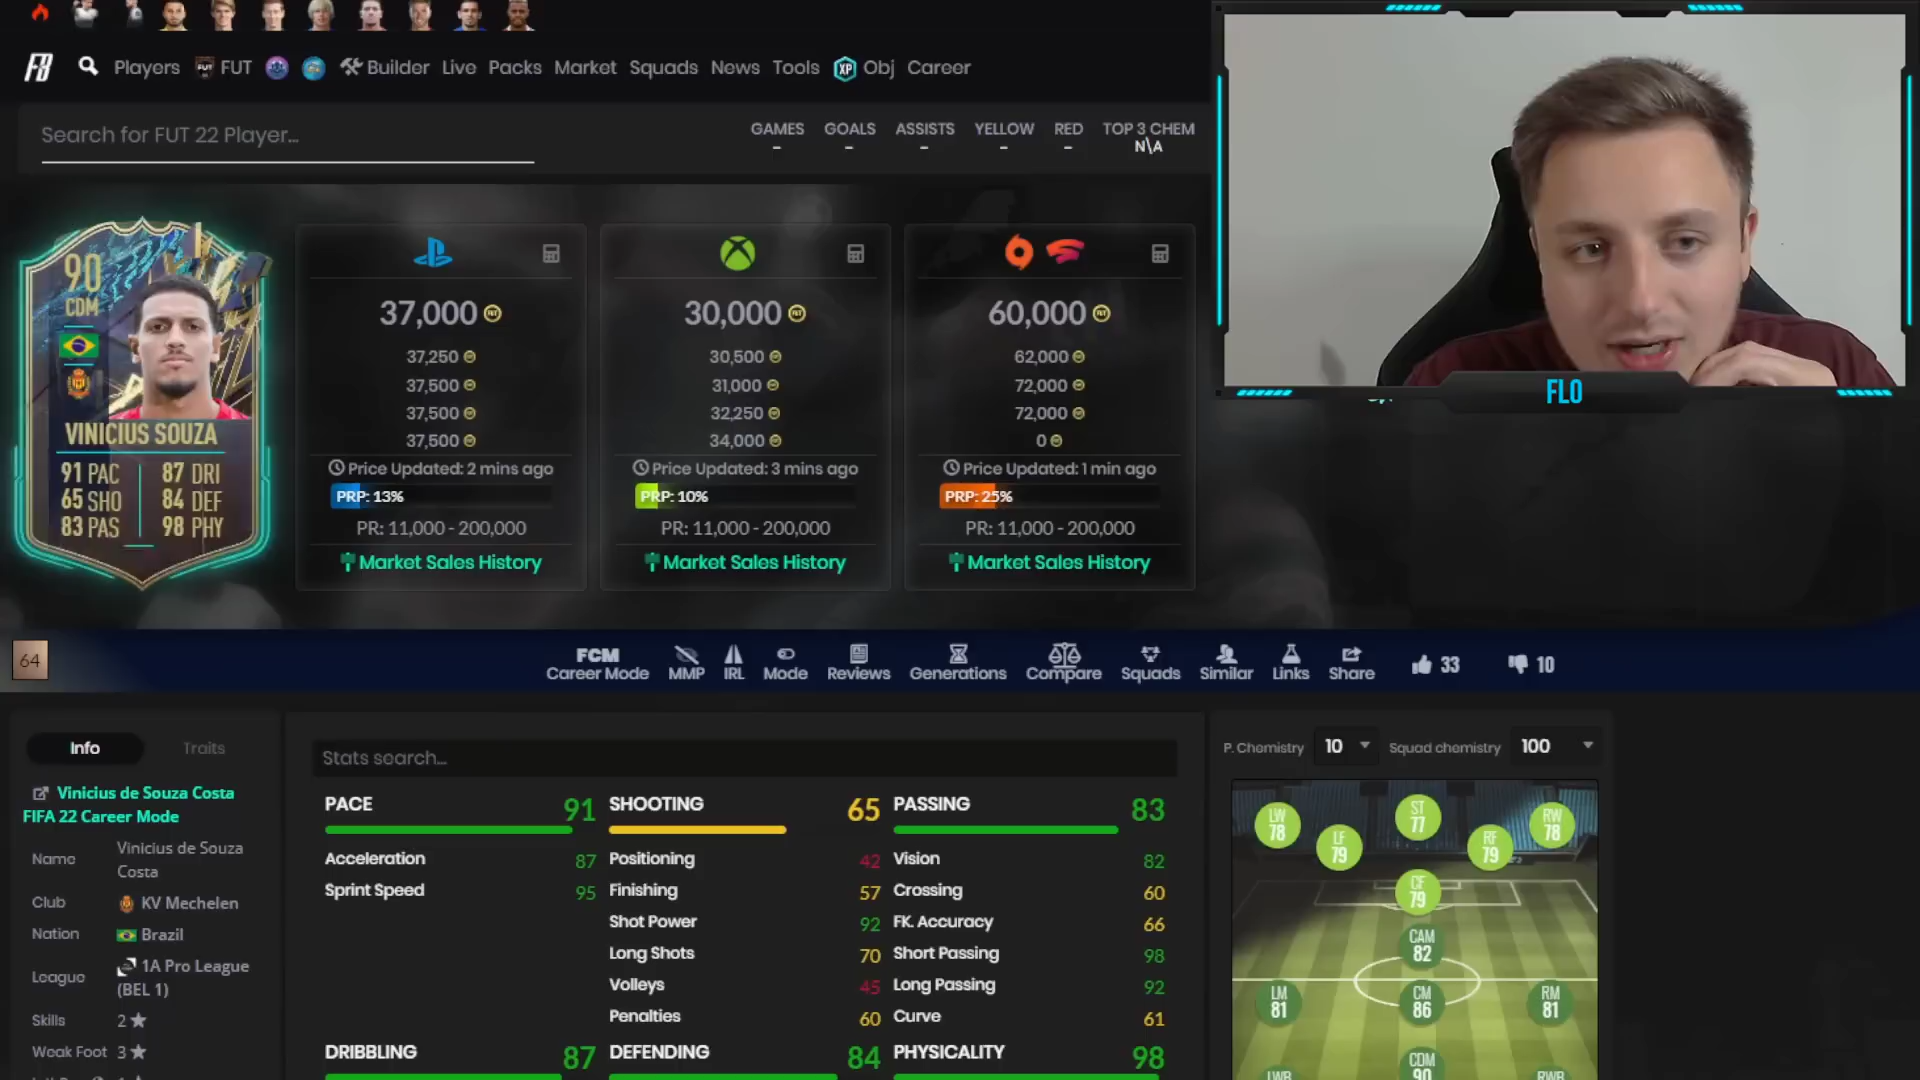 FB Players FUT Builder Live Packs Market Squads News Tools XP Obj Career
Search for FUT 22 Player...
GAMES GOALS ASSISTS YELLOW RED TOP 3 CHEM
- - - - - N\A
90
CDM
VINICIUS SOUZA
91 PAC 87 DRI
65 SHO 84 DEF
83 PAS 98 PHY
37,000
37,250
37,500
37,500
37,500
Price Updated: 2 mins ago
PRP: 13%
PR: 11,000 - 200,000
Market Sales History
30,000
30,500
31,000
32,250
34,000
Price Updated: 3 mins ago
PRP: 10%
PR: 11,000 - 200,000
Market Sales History
60,000
62,000
72,000
72,000
0
Price Updated: 1 min ago
PRP: 25%
PR: 11,000 - 200,000
Market Sales History
FLO
64
FCM
Career Mode MMP IRL Mode Reviews Generations Compare Squads Similar Links Share 33 10
Info Traits
Vinicius de Souza Costa
FIFA 22 Career Mode
Name Vinicius de Souza
Costa
Club KV Mechelen
Nation Brazil
League 1A Pro League
(BEL 1)
Skills 2★
Weak Foot 3★
Stats search...
PACE 91
Acceleration 87
Sprint Speed 95
SHOOTING 65
Positioning 42
Finishing 57
Shot Power 92
Long Shots 70
Volleys 45
Penalties 60
PASSING 83
Vision 82
Crossing 60
FK. Accuracy 66
Short Passing 98
Long Passing 92
Curve 61
DRIBBLING 87
DEFENDING 84
PHYSICALITY 98
P. Chemistry 10 Squad chemistry 100
LW
78
LF
79
ST
77
RF
79
RW
78
CF
79
CAM
82
LM
81
CM
86
RM
81
LWB
CDM
90
RWB